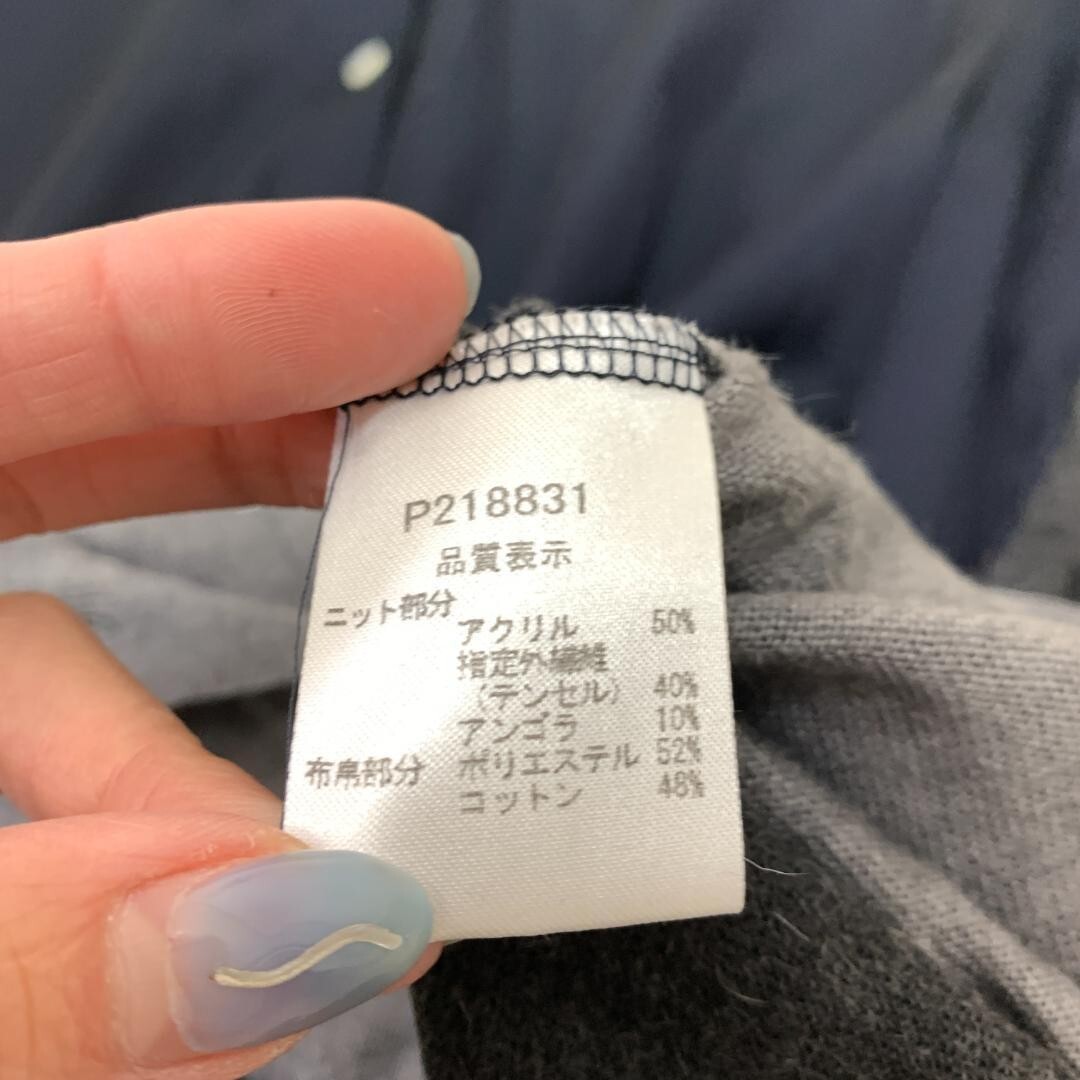 P218831
品質表示
ニット部分 アクリル 50%
指定外繊維
(テンセル) 40%
アンゴラ 10%
布帛部分 ポリエステル 52%
コットン 48%